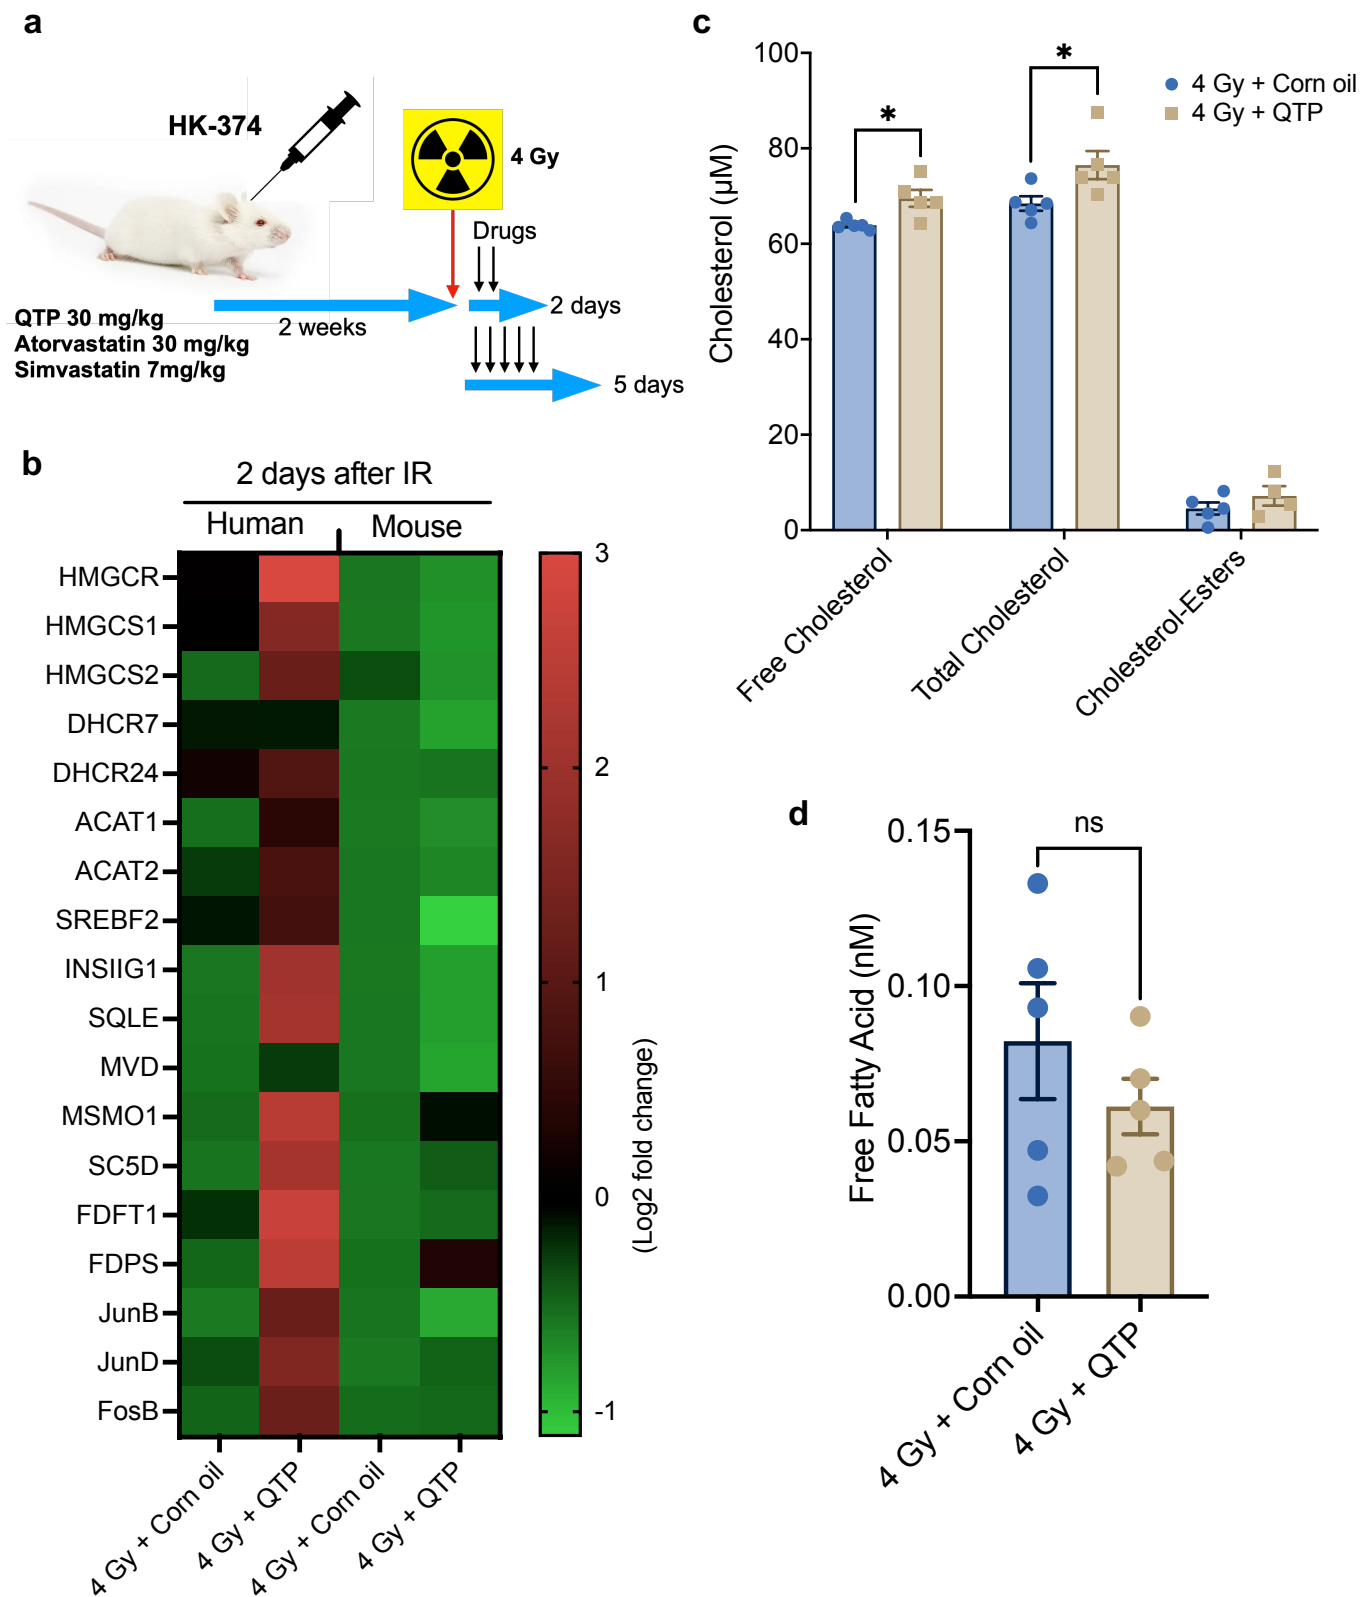 a
HK-374
4 Gy
Drugs
2 days
2 weeks
5 days
QTP 30 mg/kg
Atorvastatin 30 mg/kg
Simvastatin 7mg/kg
b
2 days after IR
Human
Mouse
HMGCR
HMGCS1
HMGCS2
DHCR7
DHCR24
ACAT1
ACAT2
SREBF2
INSIIG1
SQLE
MVD
MSMO1
SC5D
FDFT1
FDPS
JunB
JunD
FosB
4 Gy + Corn oil
4 Gy + QTP
4 Gy + Corn oil
4 Gy + QTP
3
2
1
0
-1
(Log2 fold change)
c
100
80
60
40
20
0
Cholesterol (µM)
*
*
4 Gy + Corn oil
4 Gy + QTP
Free Cholesterol
Total Cholesterol
Cholesterol-Esters
d
0.15
0.10
0.05
0.00
Free Fatty Acid (nM)
ns
4 Gy + Corn oil
4 Gy + QTP